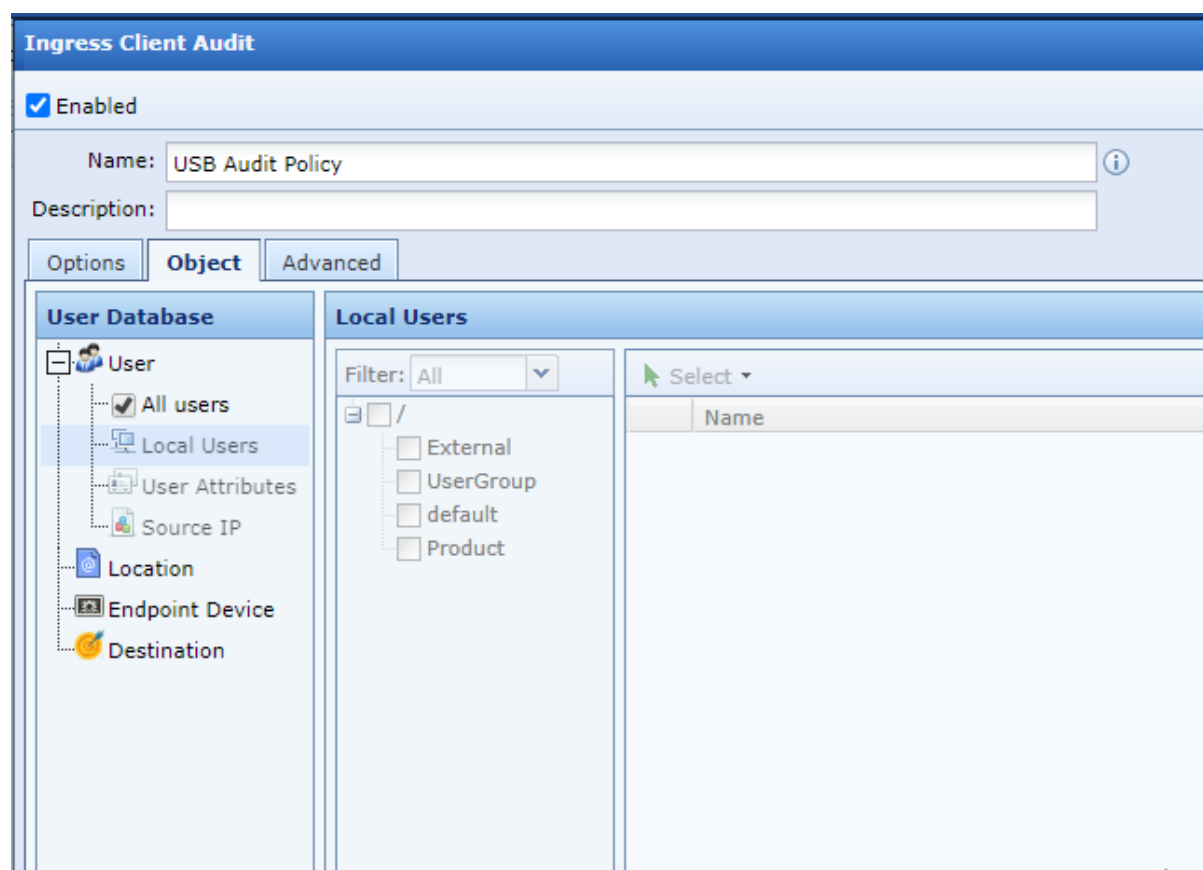 Ingress Client Audit
Enabled
Name: USB Audit Policy
Description:
Options Object Advanced
User Database
User
All users
Local Users
User Attributes
Source IP
Location
Endpoint Device
Destination
Local Users
Filter: All
/
External
UserGroup
default
Product
Select
Name